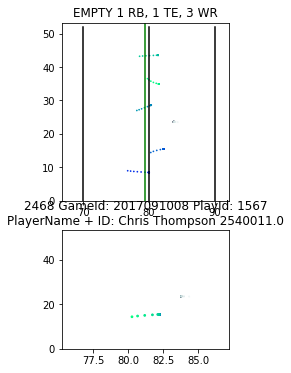 EMPTY 1 RB, 1 TE, 3 WR
50
40
30
20
10
0
70 80 90
2468 GameId: 2017091008 PlayId: 1567
PlayerName + ID: Chris Thompson 2540011.0
40
20
0
77.5 80.0 82.5 85.0